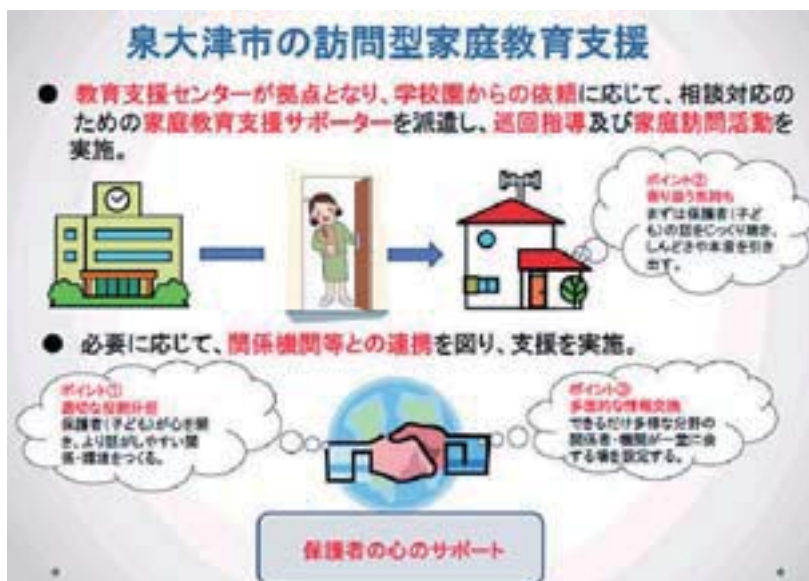 泉大津市の訪問型家庭教育支援
● 教育支援センターが拠点となり、学校園からの依頼に応じて、相談対応の
ための家庭教育支援サポーターを派遣し、巡回指導及び家庭訪問活動を
実施。
ポイント②
寄り添う気持ち
まずは保護者(子ど
も)の話をじっくり聴き、
しんどさや本音を引き
出す。
● 必要に応じて、関係機関等との連携を図り、支援を実施。
ポイント①
適切な役割分担
保護者(子ども)が心を開
き、より話がしやすい関
係・環境をつくる。
ポイント③
多面的な情報交換
できるだけ多様な分野の
関係者・機関が一堂に会
する場を設定する。
保護者の心のサポート